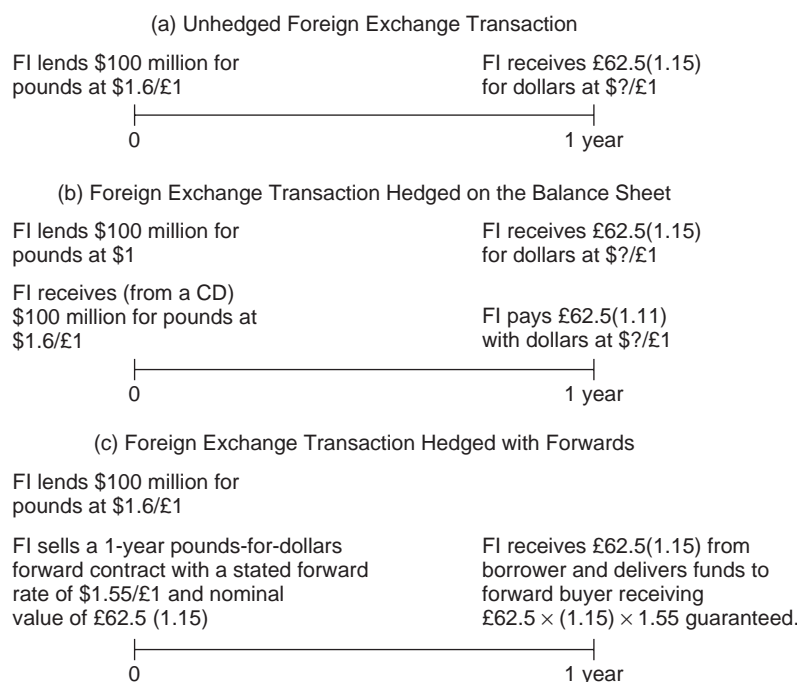 (a) Unhedged Foreign Exchange Transaction
FI lends $100 million for
pounds at $1.6/£1
FI receives £62.5(1.15)
for dollars at $?/£1
0
1 year
(b) Foreign Exchange Transaction Hedged on the Balance Sheet
FI lends $100 million for
pounds at $1
FI receives £62.5(1.15)
for dollars at $?/£1
FI receives (from a CD)
$100 million for pounds at
$1.6/£1
FI pays £62.5(1.11)
with dollars at $?/£1
0
1 year
(c) Foreign Exchange Transaction Hedged with Forwards
FI lends $100 million for
pounds at $1.6/£1
FI sells a 1-year pounds-for-dollars
forward contract with a stated forward
rate of $1.55/£1 and nominal
value of £62.5 (1.15)
FI receives £62.5(1.15) from
borrower and delivers funds to
forward buyer receiving
£62.5 × (1.15) × 1.55 guaranteed.
0
1 year